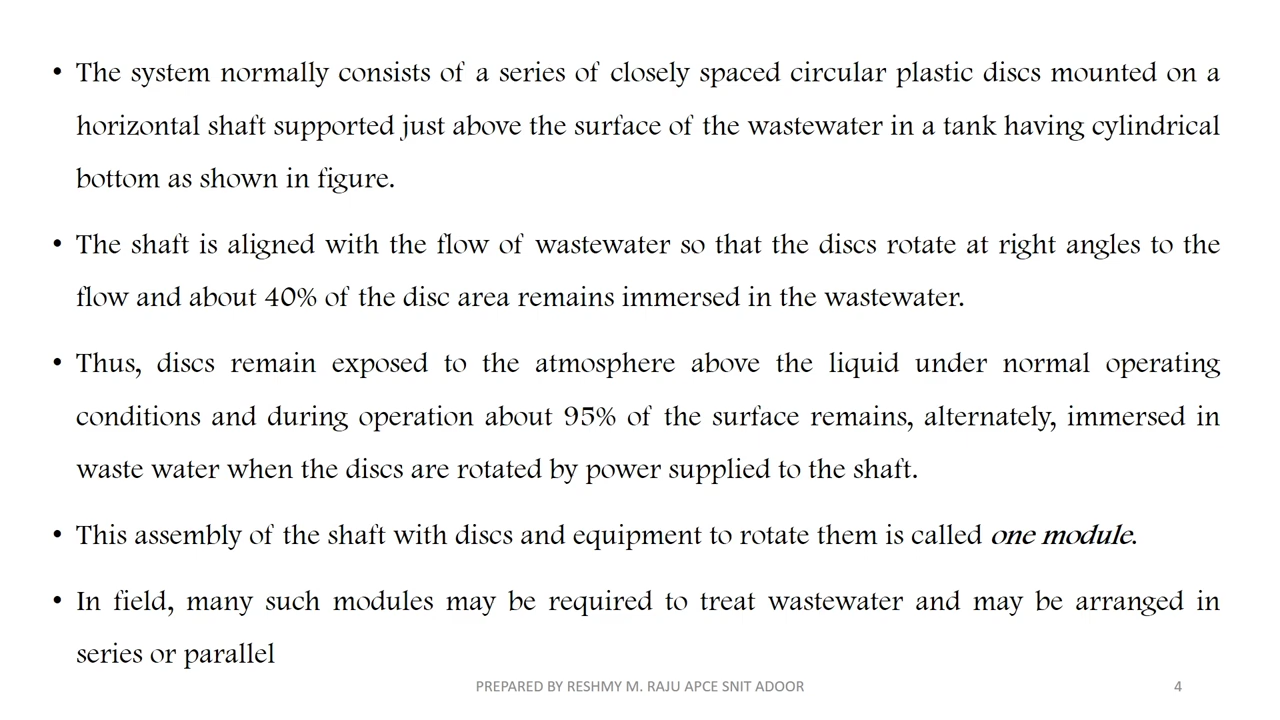 • The system normally consists of a series of closely spaced circular plastic discs mounted on a
horizontal shaft supported just above the surface of the wastewater in a tank having cylindrical
bottom as shown in figure.
• The shaft is aligned with the flow of wastewater so that the discs rotate at right angles to the
flow and about 40% of the disc area remains immersed in the wastewater.
• Thus, discs remain exposed to the atmosphere above the liquid under normal operating
conditions and during operation about 95% of the surface remains, alternately, immersed in
waste water when the discs are rotated by power supplied to the shaft.
• This assembly of the shaft with discs and equipment to rotate them is called one module.
• In field, many such modules may be required to treat wastewater and may be arranged in
series or parallel
PREPARED BY RESHMY M. RAJU APCE SNIT ADOOR
4